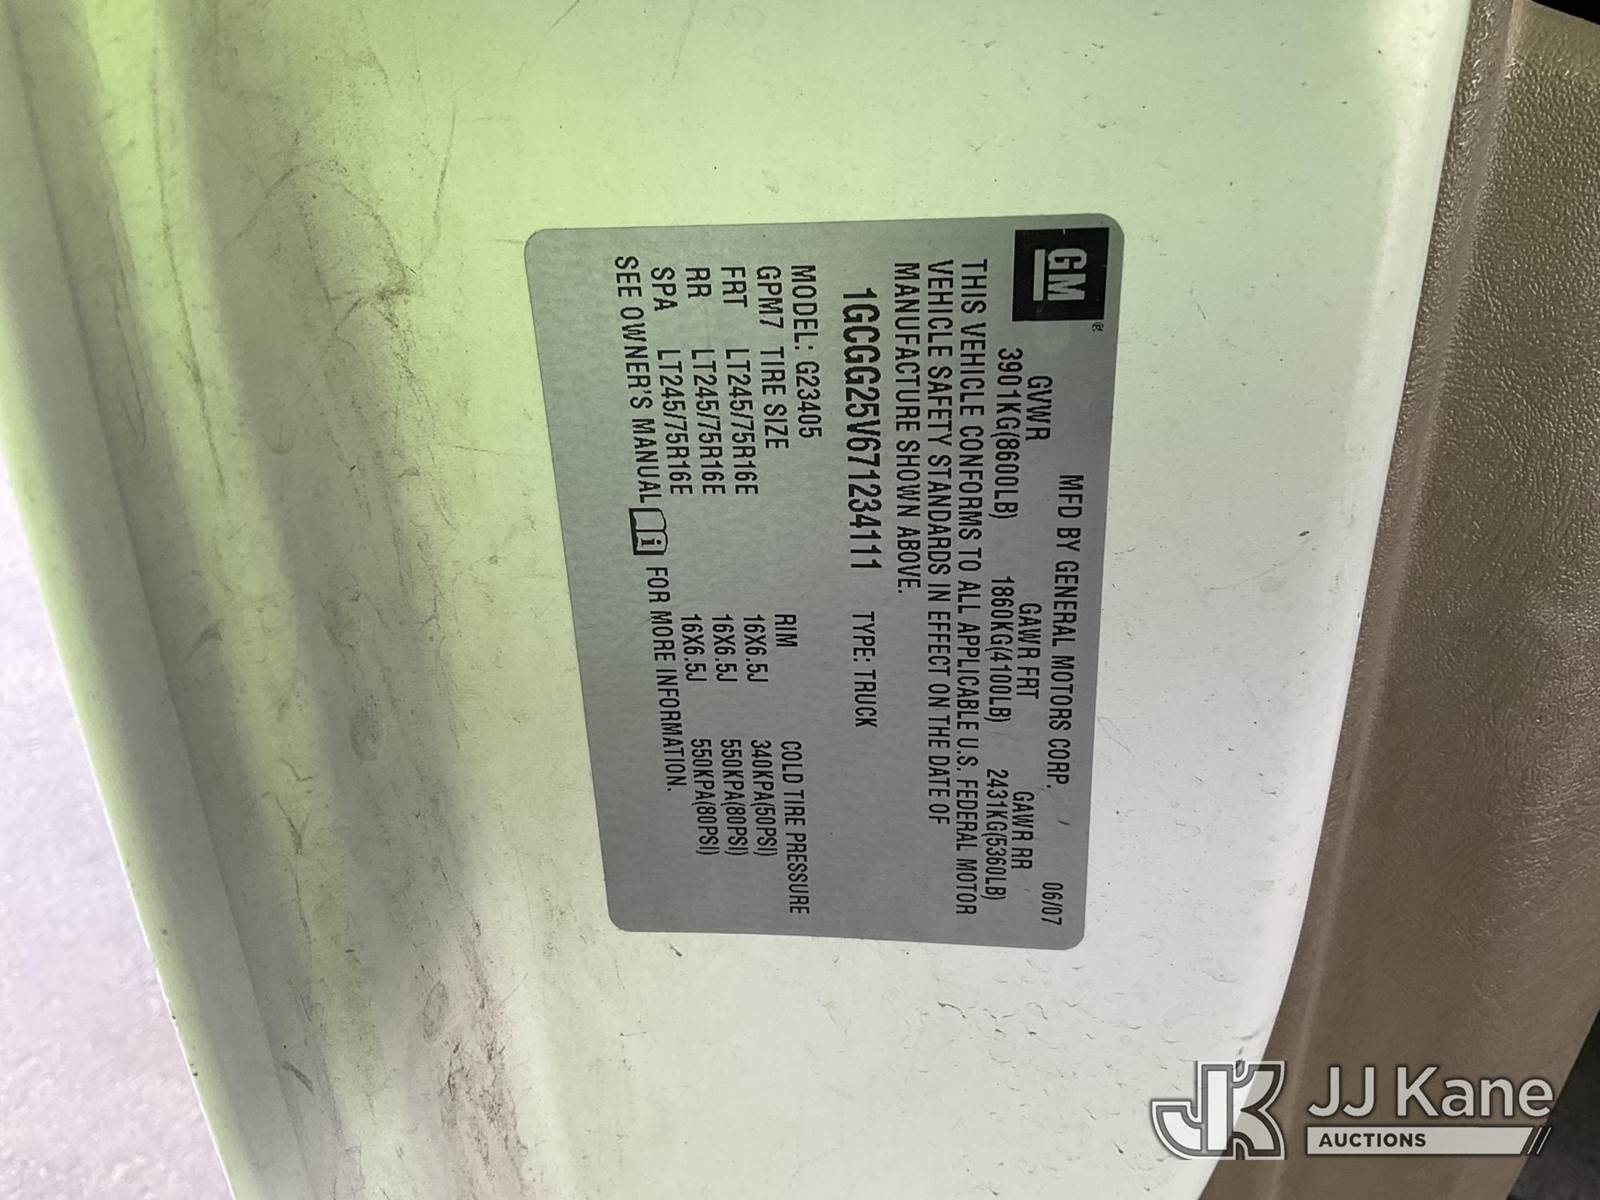 GM
MFD BY GENERAL MOTORS CORP. 06/07
GVWR GAWR FRT GAWR RR
3901KG(8600LB) 1860KG(4100LB) 2431KG(5360LB)
THIS VEHICLE CONFORMS TO ALL APPLICABLE U.S. FEDERAL MOTOR
VEHICLE SAFETY STANDARDS IN EFFECT ON THE DATE OF
MANUFACTURE SHOWN ABOVE.
1GCGG25V671234111 TYPE: TRUCK
MODEL: G23405
GPM7 TIRE SIZE RIM COLD TIRE PRESSURE
FRT LT245/75R16E 16X6.5J 340KPA(50PSI)
RR LT245/75R16E 16X6.5J 550KPA(80PSI)
SPA LT245/75R16E 16X6.5J 550KPA(80PSI)
SEE OWNER'S MANUAL i FOR MORE INFORMATION.
JK JJ Kane
AUCTIONS